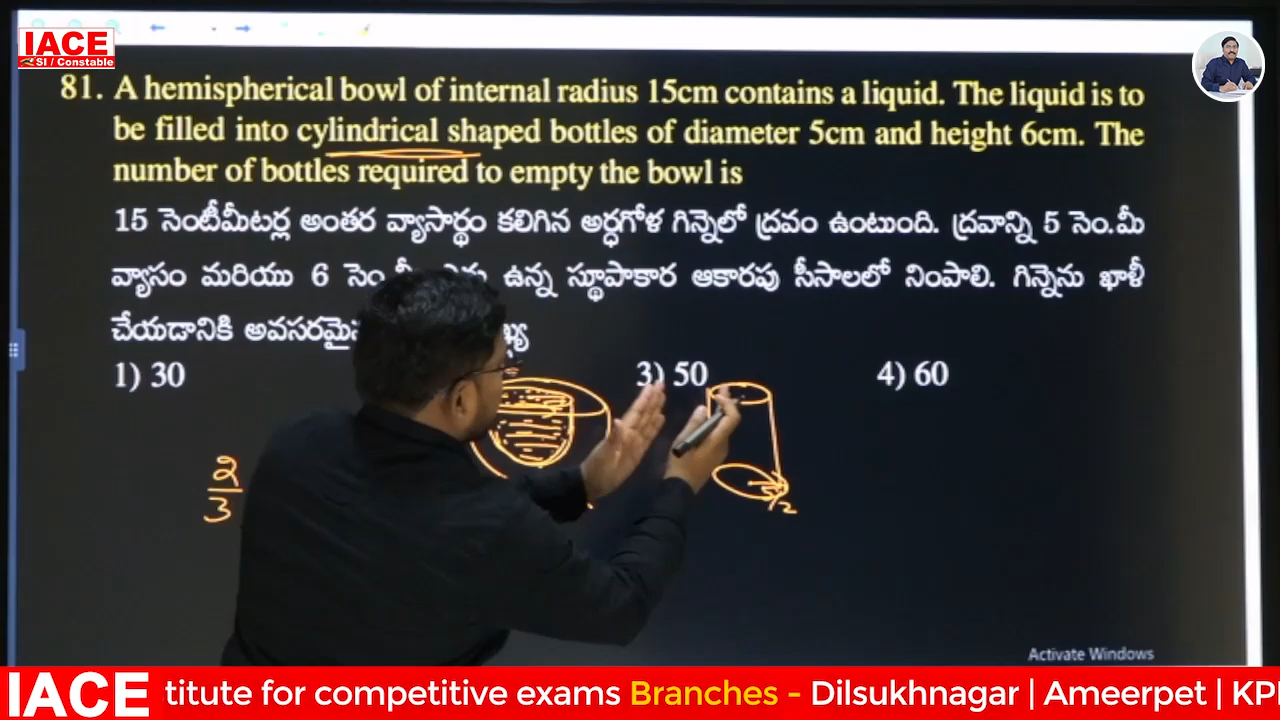 IACE
SI / Constable
81. A hemispherical bowl of internal radius 15cm contains a liquid. The liquid is to
be filled into cylindrical shaped bottles of diameter 5cm and height 6cm. The
number of bottles required to empty the bowl is
15 సెంటీమీటర్ల అంతర వ్యాసార్థం కలిగిన అర్ధగోళ గిన్నెలో ద్రవం ఉంటుంది. ద్రవాన్ని 5 సెం.మీ
వ్యాసం మరియు 6 సెం ఉన్న స్థూపాకార ఆకారపు సీసాలలో నింపాలి. గిన్నెను ఖాళీ
చేయడానికి
1) 30 3) 50 4) 60
2/3
5/2
Activate Windows
IACE titute for competitive exams Branches - Dilsukhnagar | Ameerpet | KP